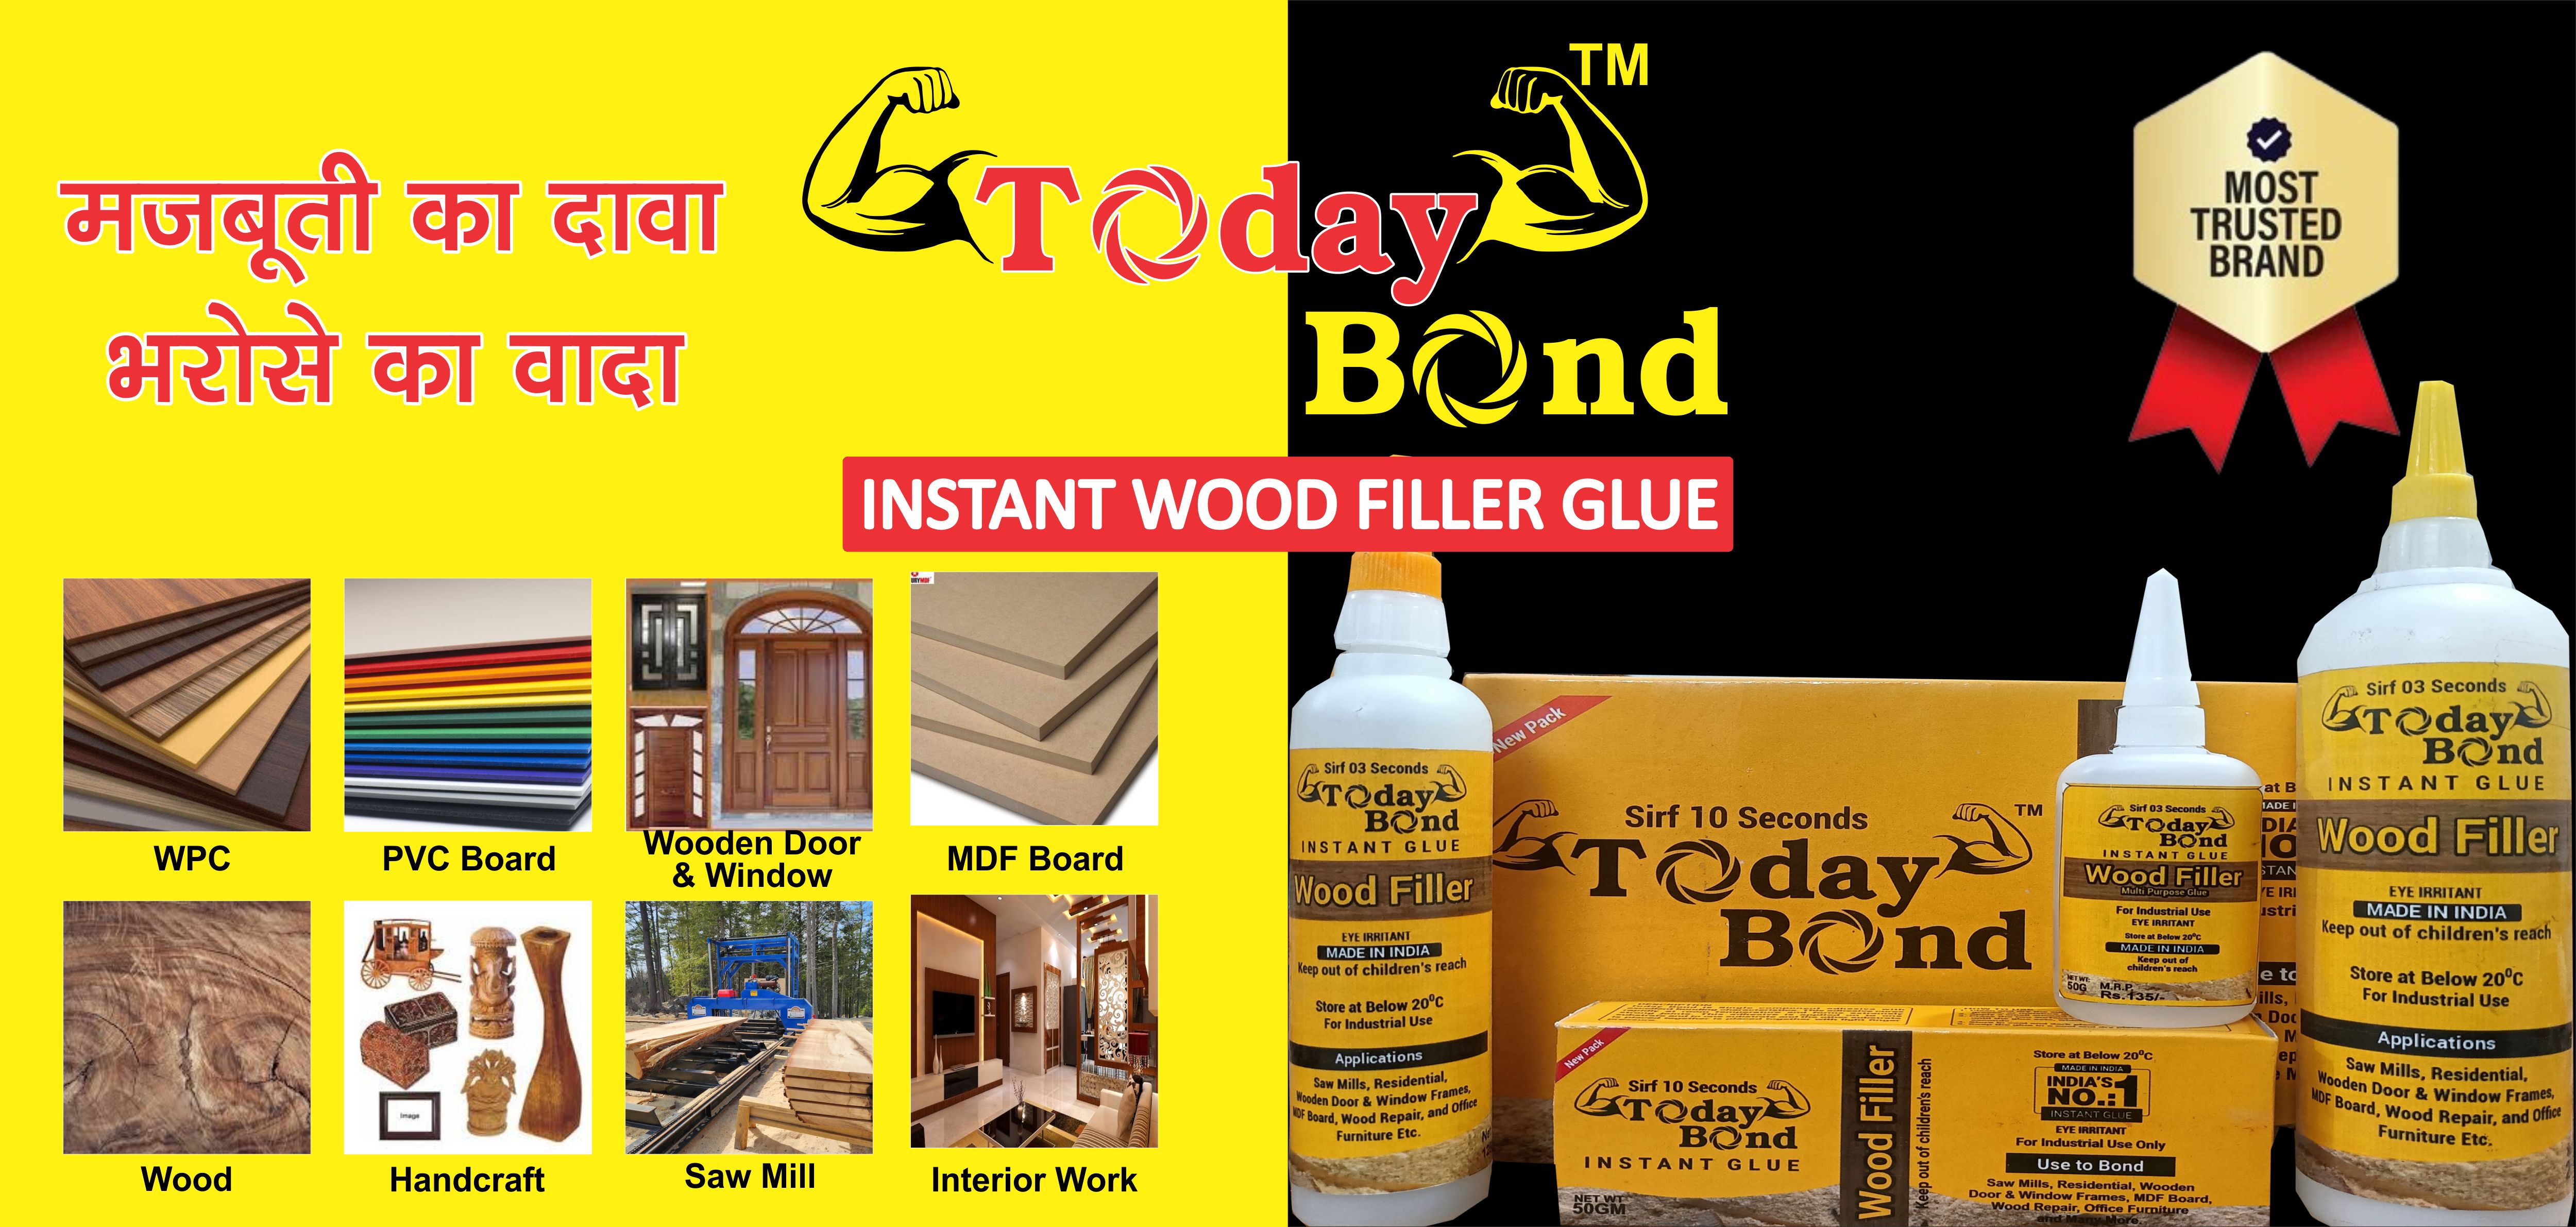 मजबूती का दावा
भरोसे का वादा
TM
Today
Bond
INSTANT WOOD FILLER GLUE
MOST
TRUSTED
BRAND
WPC
PVC Board
Wooden Door
& Window
MDF Board
Wood
Handcraft
Image
Saw Mill
Interior Work
Sirf 03 Seconds
Today
Bond
INSTANT GLUE
Wood Filler
EYE IRRITANT
MADE IN INDIA
Keep out of children's reach
Store at Below 20⁰C
For Industrial Use
Applications
Saw Mills, Residential,
Wooden Door & Window Frames,
MDF Board, Wood Repair, and Office
Furniture Etc.
New Pack
Sirf 10 Seconds
TM
Today
Bond
New Pack
Sirf 10 Seconds
Today
Bond
INSTANT GLUE
NET WT
50GM
Wood Filler
Keep out of children's reach
Store at Below 20⁰C
MADE IN INDIA
INDIA'S
NO.:1
INSTANT GLUE
EYE IRRITANT
For Industrial Use Only
Use to Bond
Saw Mills, Residential, Wooden
Door & Window Frames, MDF Board,
Wood Repair, Office Furniture
and Many More.
Sirf 03 Seconds
Today
Bond
INSTANT GLUE
Wood Filler
Multi Purpose Glue
For Industrial Use
EYE IRRITANT
Store at Below 20⁰C
MADE IN INDIA
Keep out of
children's reach
NET WT:
50G
M.R.P.
Rs.135/-
Sirf 03 Seconds
Today
Bond
INSTANT GLUE
Wood Filler
EYE IRRITANT
MADE IN INDIA
Keep out of children's reach
Store at Below 20⁰C
For Industrial Use
Applications
Saw Mills, Residential,
Wooden Door & Window Frames,
MDF Board, Wood Repair, and Office
Furniture Etc.